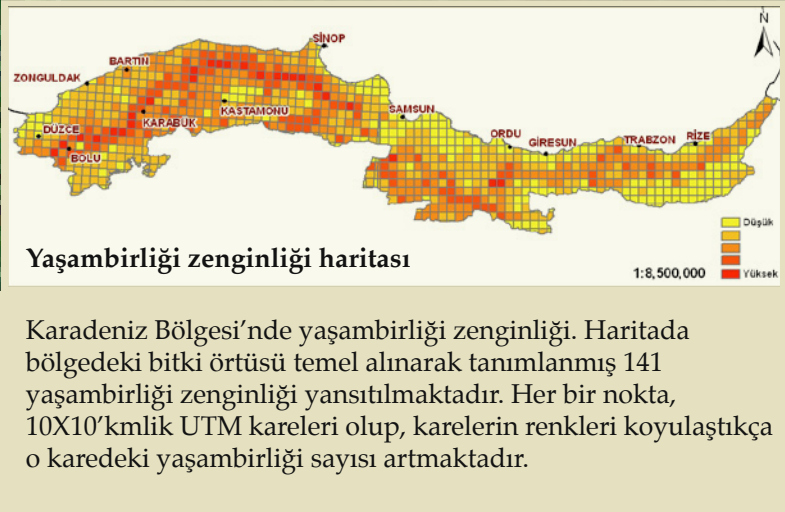 N
SİNOP
BARTIN
ZONGULDAK
KASTAMONU
SAMSUN
KARABÜK
DÜZCE
ORDU
GİRESUN
TRABZON
RİZE
BOLU
Düşük
Yaşambirliği zenginliği haritası
1:8,500,000
Yüksek
Karadeniz Bölgesi’nde yaşambirliği zenginliği. Haritada
bölgedeki bitki örtüsü temel alınarak tanımlanmış 141
yaşambirliği zenginliği yansıtılmaktadır. Her bir nokta,
10X10’kmlik UTM kareleri olup, karelerin renkleri koyulaştıkça
o karedeki yaşambirliği sayısı artmaktadır.